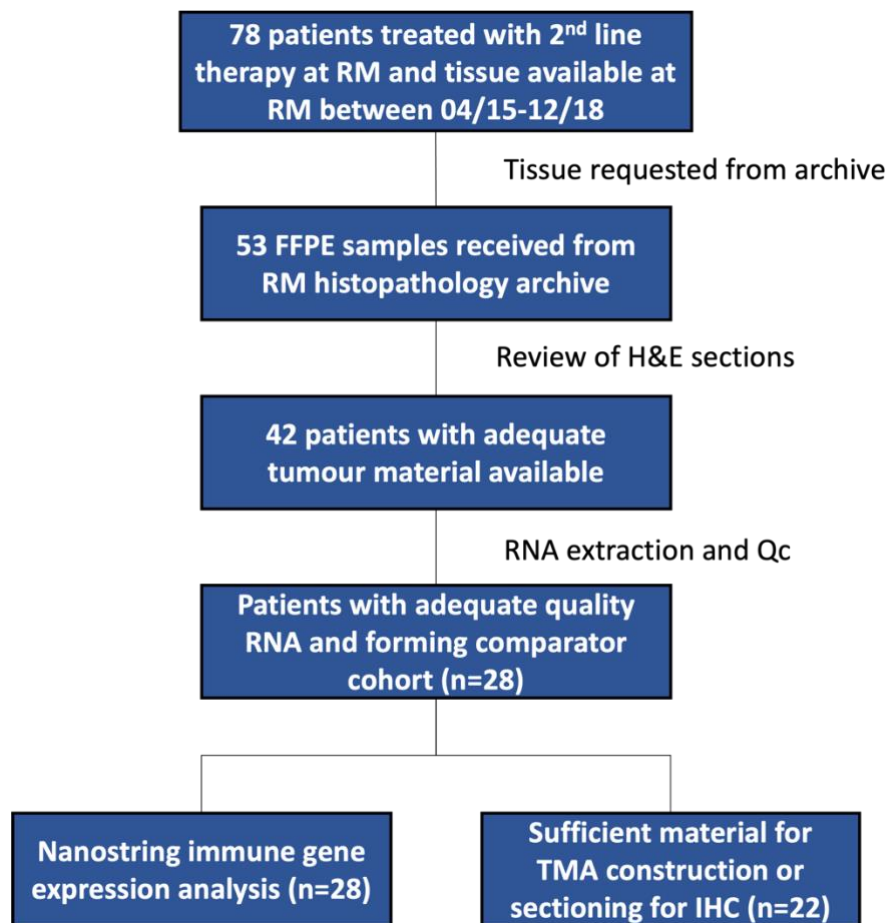 78 patients treated with 2nd line
therapy at RM and tissue available at
RM between 04/15-12/18
Tissue requested from archive
53 FFPE samples received from
RM histopathology archive
Review of H&E sections
42 patients with adequate
tumour material available
RNA extraction and Qc
Patients with adequate quality
RNA and forming comparator
cohort (n=28)
Nanostring immune gene
expression analysis (n=28)
Sufficient material for
TMA construction or
sectioning for IHC (n=22)